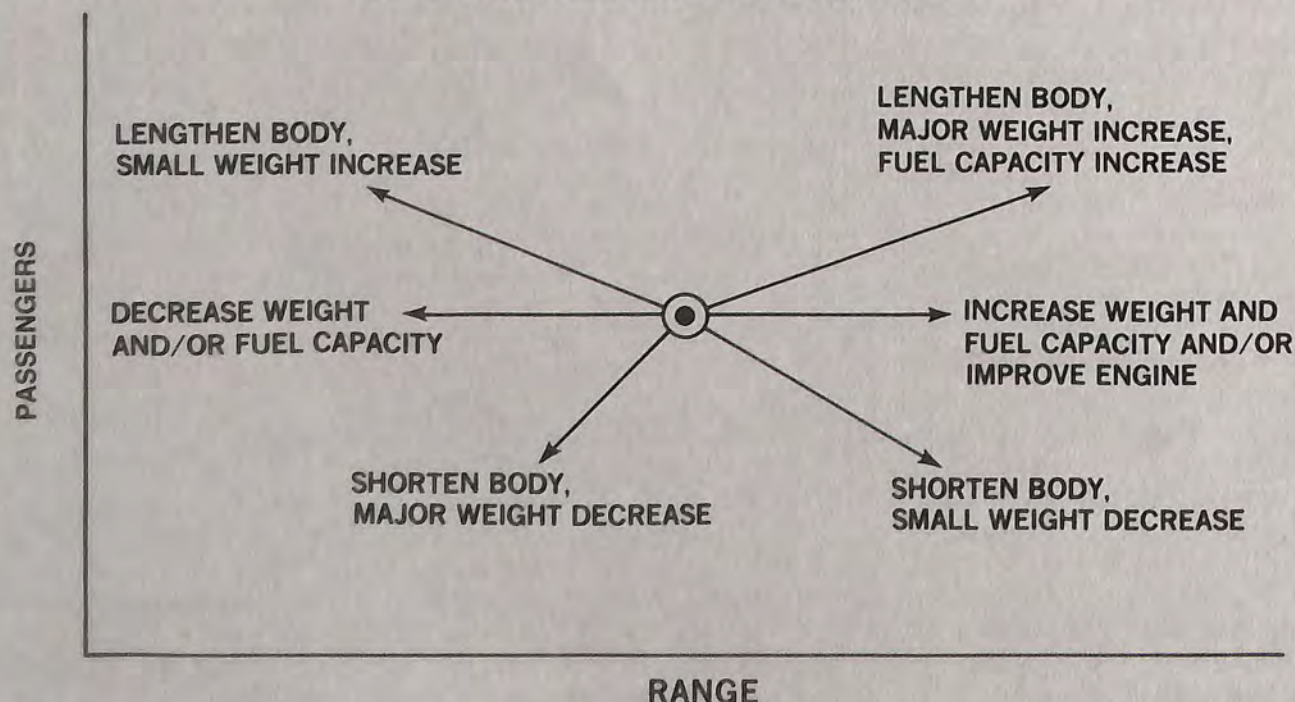 LENGTHEN BODY,
SMALL WEIGHT INCREASE
LENGTHEN BODY,
MAJOR WEIGHT INCREASE,
FUEL CAPACITY INCREASE
PASSENGERS
DECREASE WEIGHT
AND/OR FUEL CAPACITY
INCREASE WEIGHT AND
FUEL CAPACITY AND/OR
IMPROVE ENGINE
SHORTEN BODY,
MAJOR WEIGHT DECREASE
SHORTEN BODY,
SMALL WEIGHT DECREASE
RANGE